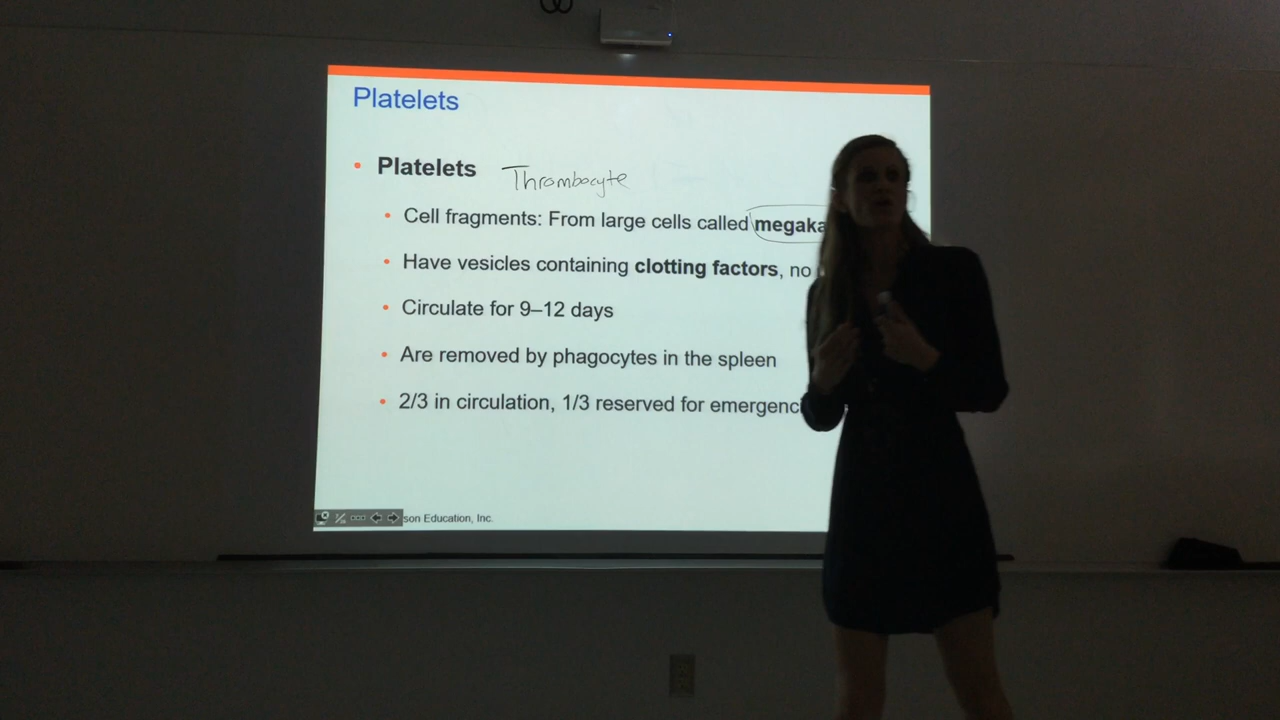 Platelets
• Platelets Thrombocyte
• Cell fragments: From large cells called megaka
• Have vesicles containing clotting factors, no
• Circulate for 9–12 days
• Are removed by phagocytes in the spleen
• 2/3 in circulation, 1/3 reserved for emergenc
son Education, Inc.